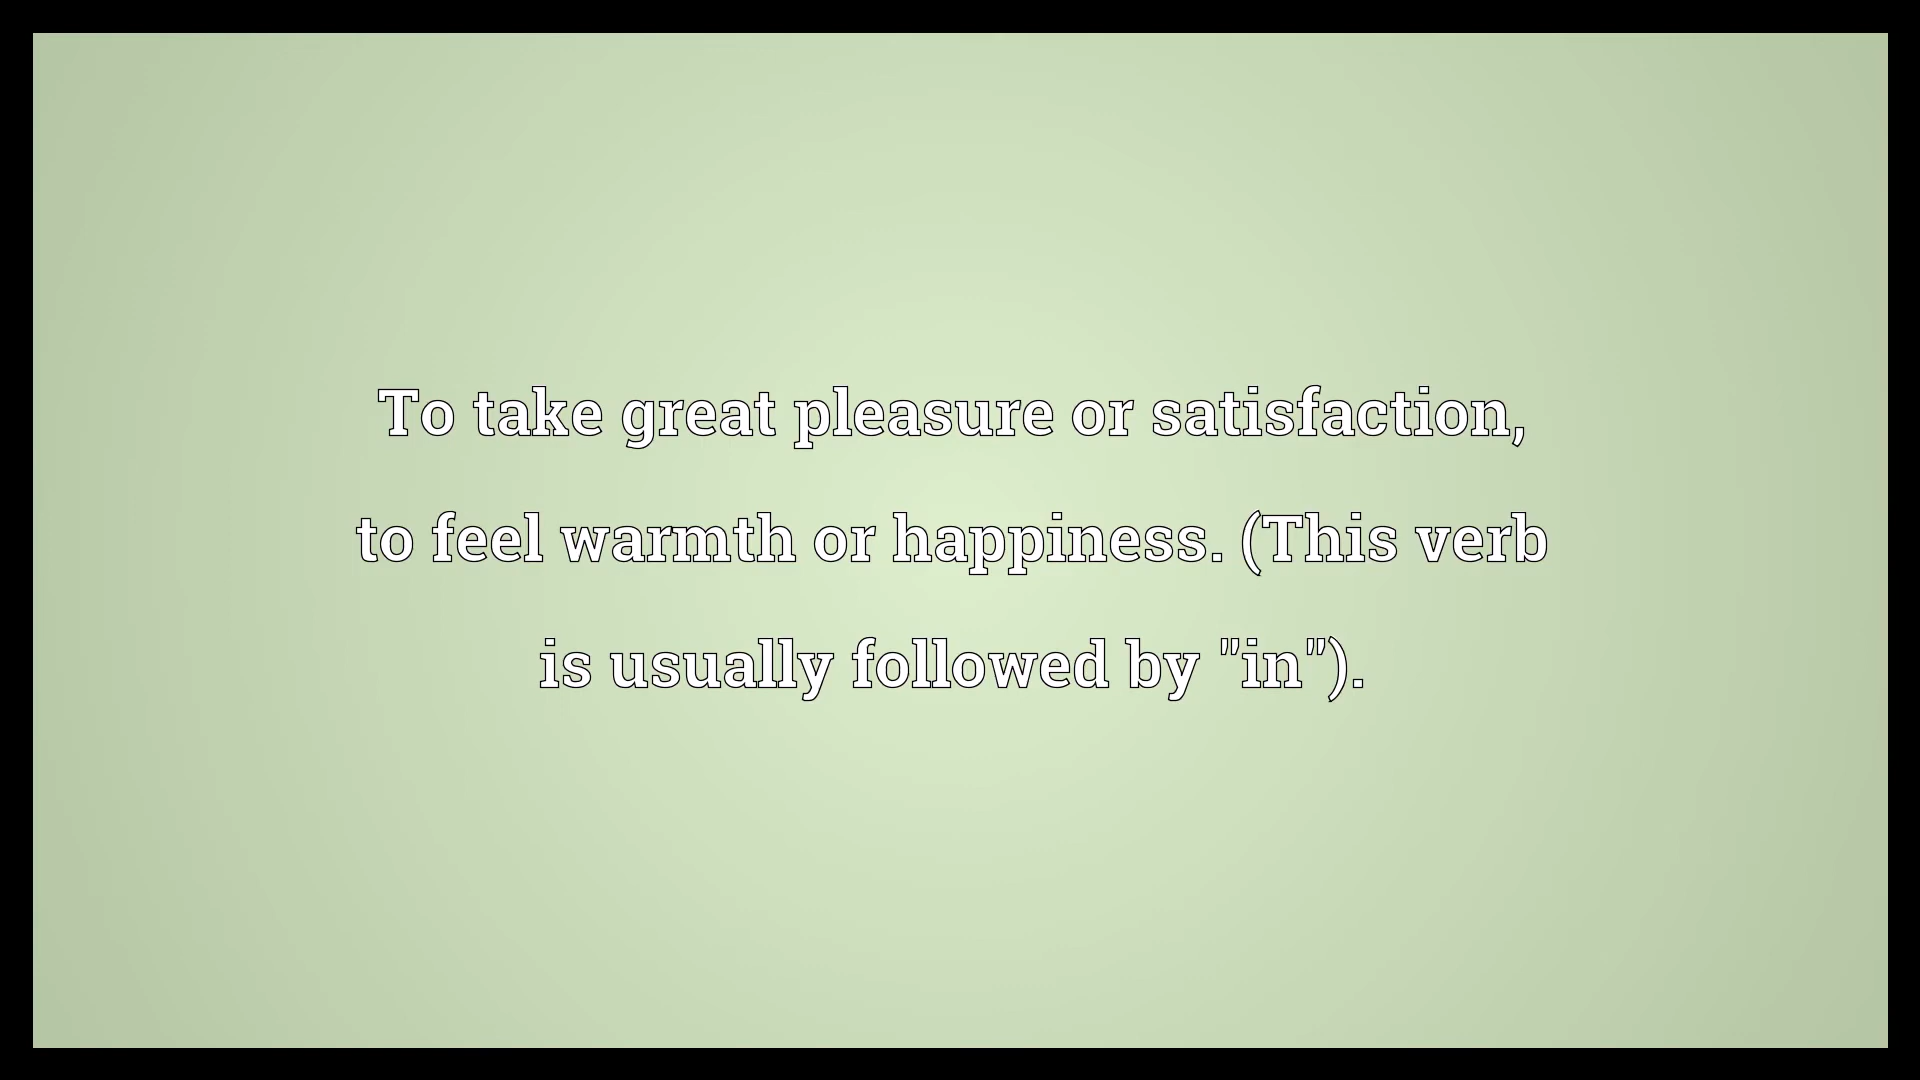 To take great pleasure or satisfaction,
to feel warmth or happiness. (This verb
is usually followed by "in").